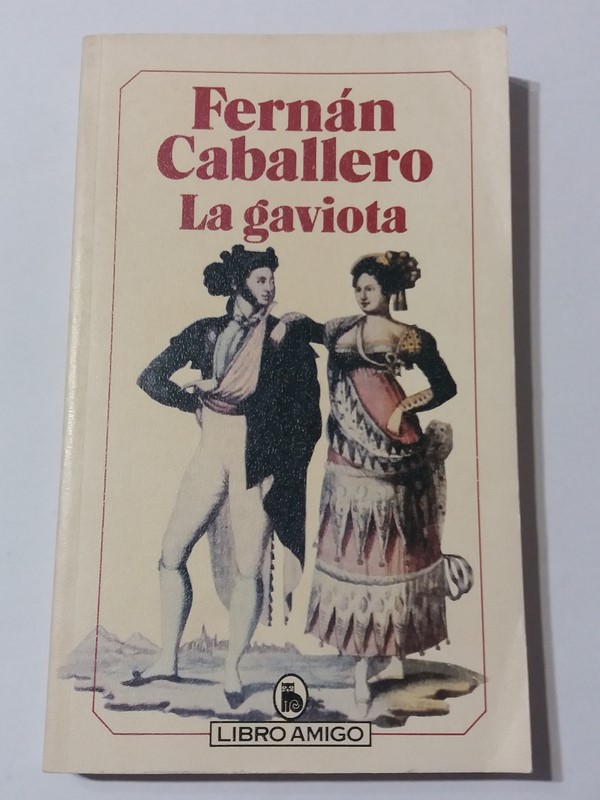 Fernán
Caballero
La gaviota
LIBRO AMIGO